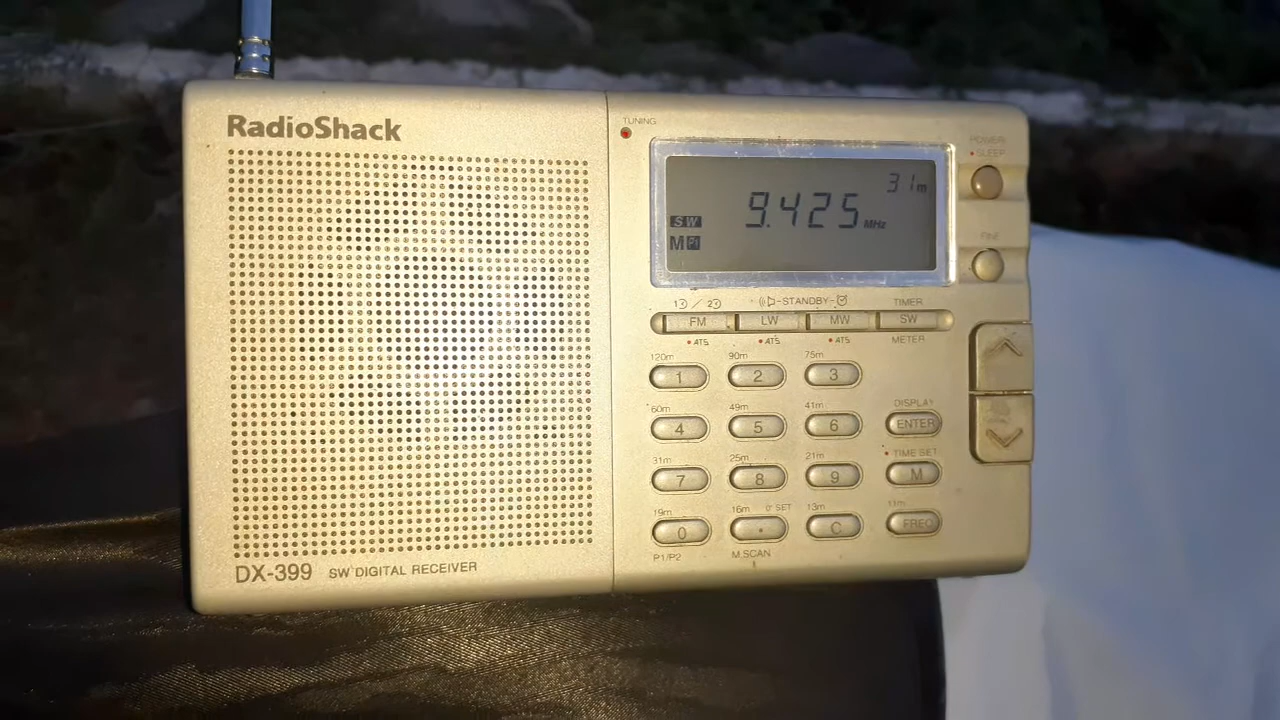 RadioShack
TUNING
POWER
SLEEP
31m
9.425 MHz
SW
M P1
FINE
1 / 2 STANDBY TIMER
FM LW MW SW
ATS ATS ATS METER
120m 90m 75m
1 2 3
60m 49m 41m DISPLAY
4 5 6 ENTER
31m 25m 21m TIME SET
7 8 9 M
19m 16m SET 13m 11m
0 . C FREQ
P1/P2 M.SCAN
DX-399 SW DIGITAL RECEIVER